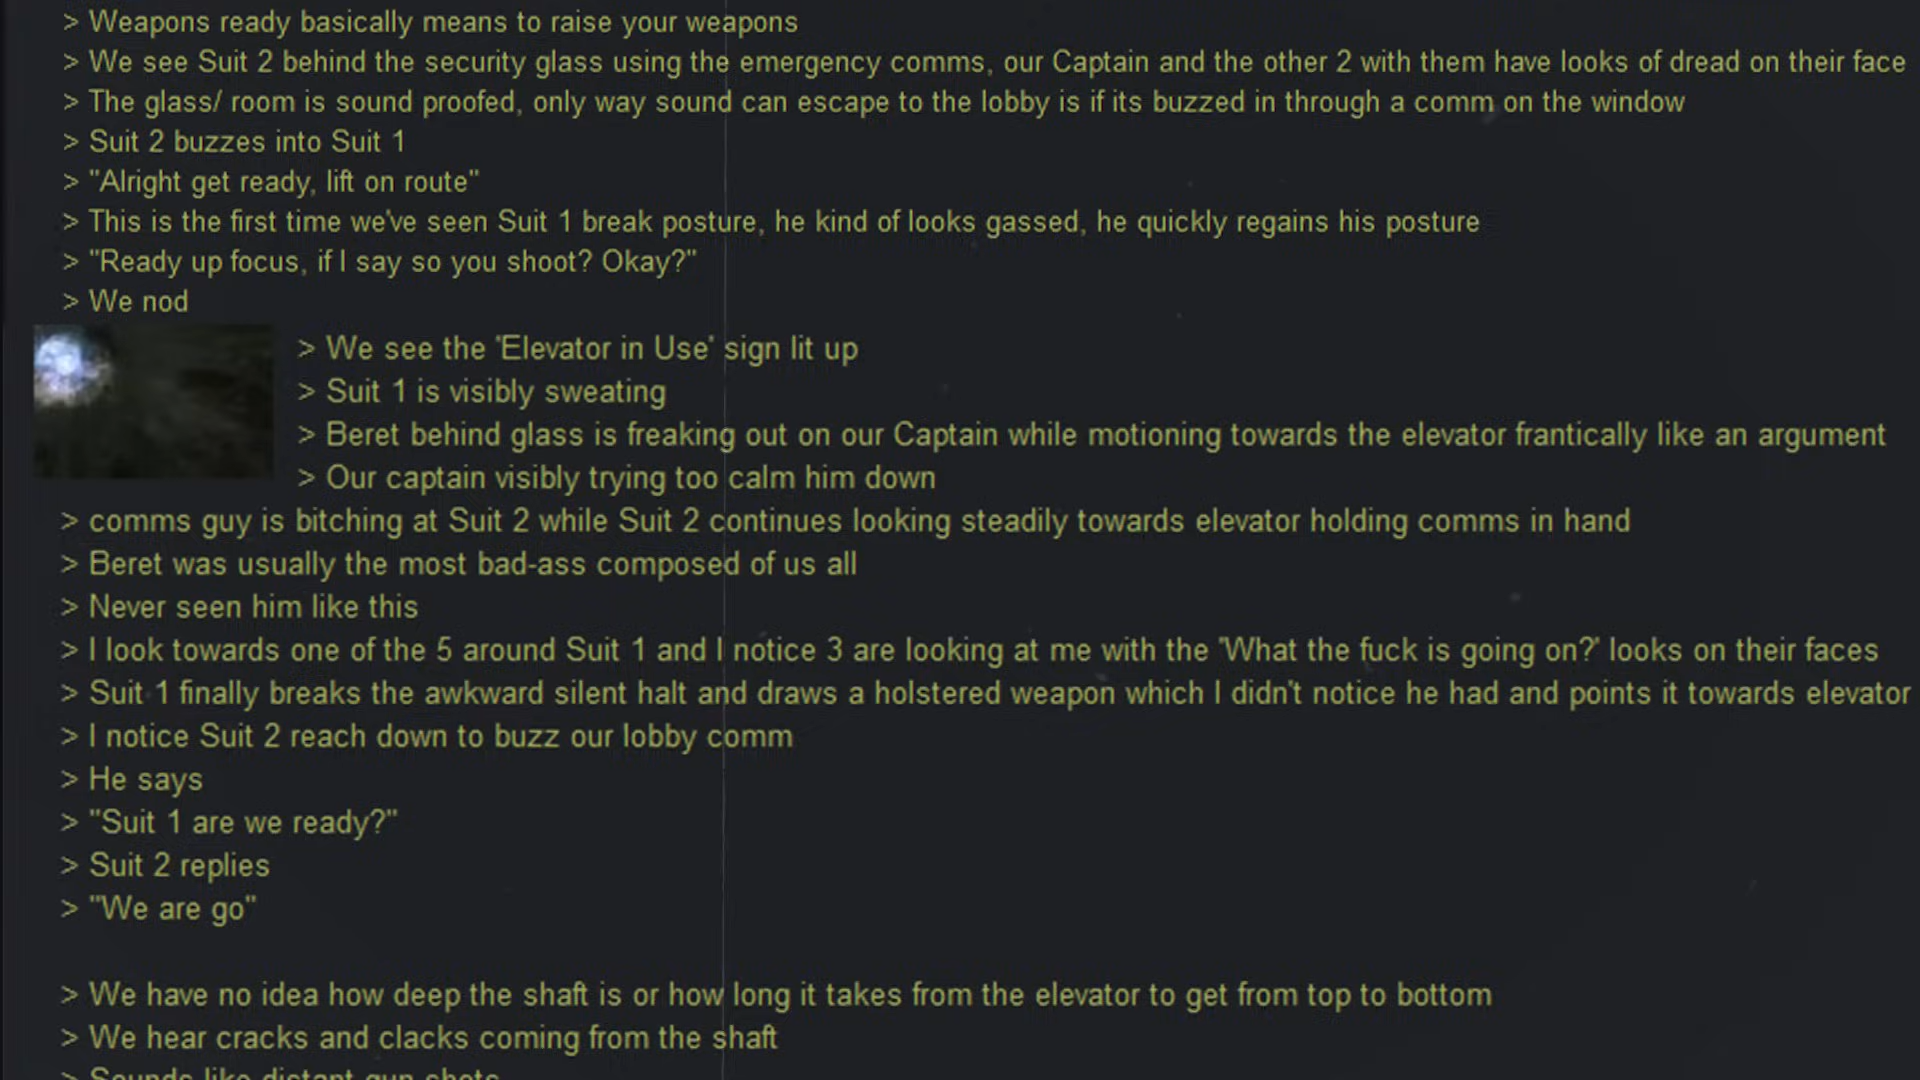 > Weapons ready basically means to raise your weapons
> We see Suit 2 behind the security glass using the emergency comms, our Captain and the other 2 with them have looks of dread on their face
> The glass/ room is sound proofed, only way sound can escape to the lobby is if its buzzed in through a comm on the window
> Suit 2 buzzes into Suit 1
> "Alright get ready, lift on route"
> This is the first time we've seen Suit 1 break posture, he kind of looks gassed, he quickly regains his posture
> "Ready up focus, if I say so you shoot? Okay?"
> We nod
> We see the 'Elevator in Use' sign lit up
> Suit 1 is visibly sweating
> Beret behind glass is freaking out on our Captain while motioning towards the elevator frantically like an argument
> Our captain visibly trying too calm him down
> comms guy is bitching at Suit 2 while Suit 2 continues looking steadily towards elevator holding comms in hand
> Beret was usually the most bad-ass composed of us all
> Never seen him like this
> I look towards one of the 5 around Suit 1 and I notice 3 are looking at me with the 'What the fuck is going on?' looks on their faces
> Suit 1 finally breaks the awkward silent halt and draws a holstered weapon which I didn't notice he had and points it towards elevator
> I notice Suit 2 reach down to buzz our lobby comm
> He says
> "Suit 1 are we ready?"
> Suit 2 replies
> "We are go"
> We have no idea how deep the shaft is or how long it takes from the elevator to get from top to bottom
> We hear cracks and clacks coming from the shaft
> Sounds like distant gun shots